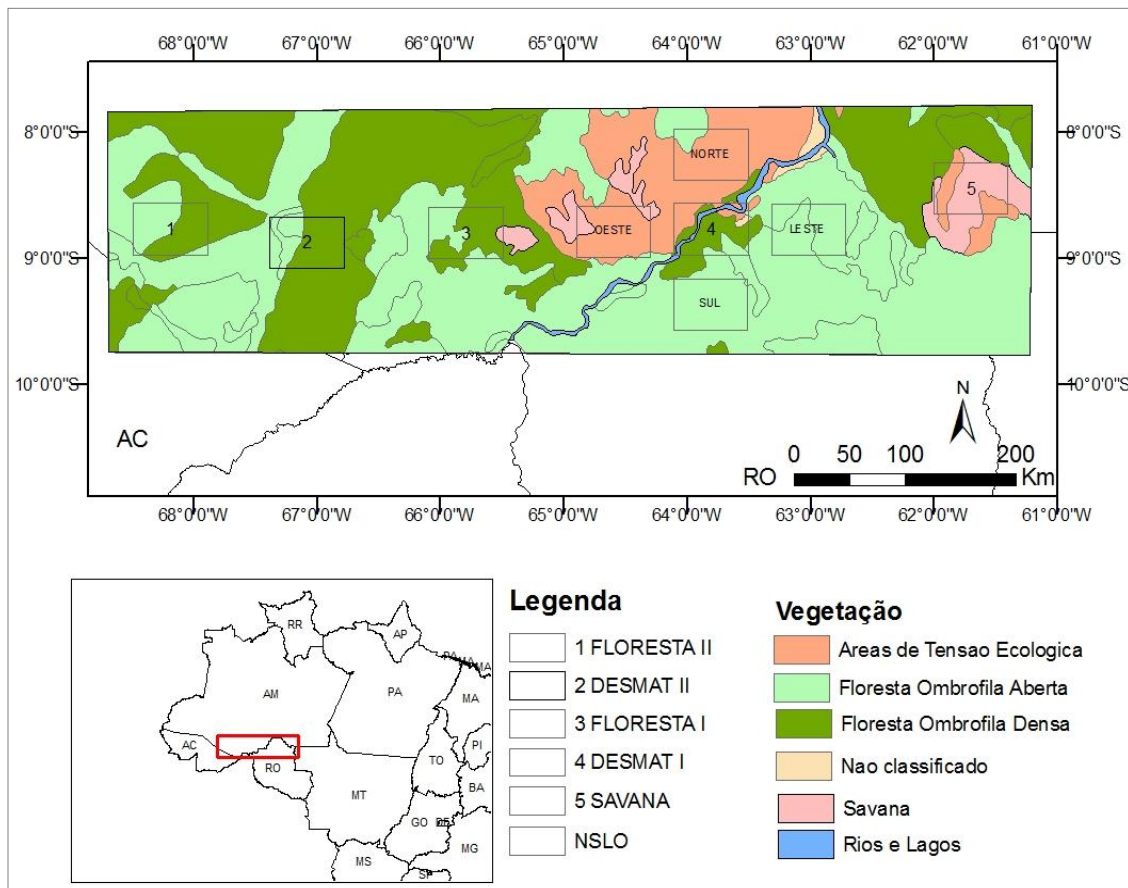 68°0'0"W 67°0'0"W 66°0'0"W 65°0'0"W 64°0'0"W 63°0'0"W 62°0'0"W 61°0'0"W
8°0'0"S 8°0'0"S
NORTE
5
1 2 3 OESTE 4 LESTE
9°0'0"S 9°0'0"S
SUL
10°0'0"S 10°0'0"S
N
AC
0 50 100 200
RO Km
68°0'0"W 67°0'0"W 66°0'0"W 65°0'0"W 64°0'0"W 63°0'0"W 62°0'0"W 61°0'0"W
RR AP
AM PA MA MA
AC RO TO PI
MT BA
GO
MS MG
SP
Legenda
1 FLORESTA II
2 DESMAT II
3 FLORESTA I
4 DESMAT I
5 SAVANA
NSLO
Vegetação
Areas de Tensao Ecologica
Floresta Ombrofila Aberta
Floresta Ombrofila Densa
Nao classificado
Savana
Rios e Lagos